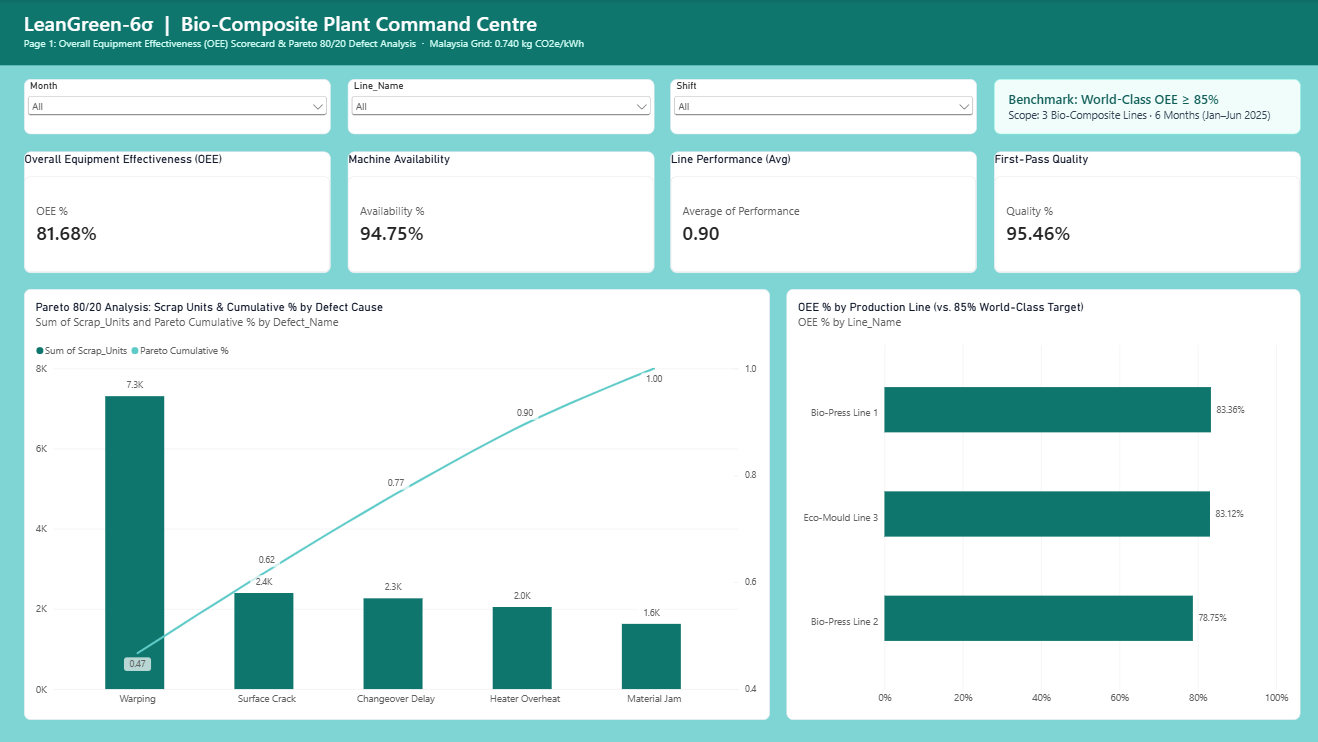 LeanGreen-6σ | Bio-Composite Plant Command Centre
Page 1: Overall Equipment Effectiveness (OEE) Scorecard & Pareto 80/20 Defect Analysis · Malaysia Grid: 0.740 kg CO2e/kWh
Month
All
Line_Name
All
Shift
All
Benchmark: World-Class OEE ≥ 85%
Scope: 3 Bio-Composite Lines · 6 Months (Jan–Jun 2025)
Overall Equipment Effectiveness (OEE)
OEE %
81.68%
Machine Availability
Availability %
94.75%
Line Performance (Avg)
Average of Performance
0.90
First-Pass Quality
Quality %
95.46%
Pareto 80/20 Analysis: Scrap Units & Cumulative % by Defect Cause
Sum of Scrap_Units and Pareto Cumulative % by Defect_Name
Sum of Scrap_Units Pareto Cumulative %
8K
6K
4K
2K
0K
7.3K
2.4K
2.3K
2.0K
1.6K
0.47
0.62
0.77
0.90
1.00
1.0
0.8
0.6
0.4
Warping Surface Crack Changeover Delay Heater Overheat Material Jam
OEE % by Production Line (vs. 85% World-Class Target)
OEE % by Line_Name
Bio-Press Line 1 83.36%
Eco-Mould Line 3 83.12%
Bio-Press Line 2 78.75%
0% 20% 40% 60% 80% 100%